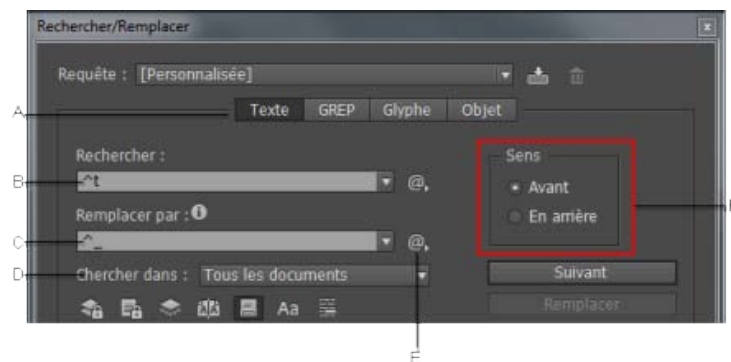 Rechercher/Remplacer
x
Requête : [Personnalisée]
A
Texte GREP Glyphe Objet
Rechercher :
Sens
B
^t
@
Avant
Remplacer par :
En arrière
C
^_
@
D
Chercher dans : Tous les documents
Suivant
Aa
Remplacer
E